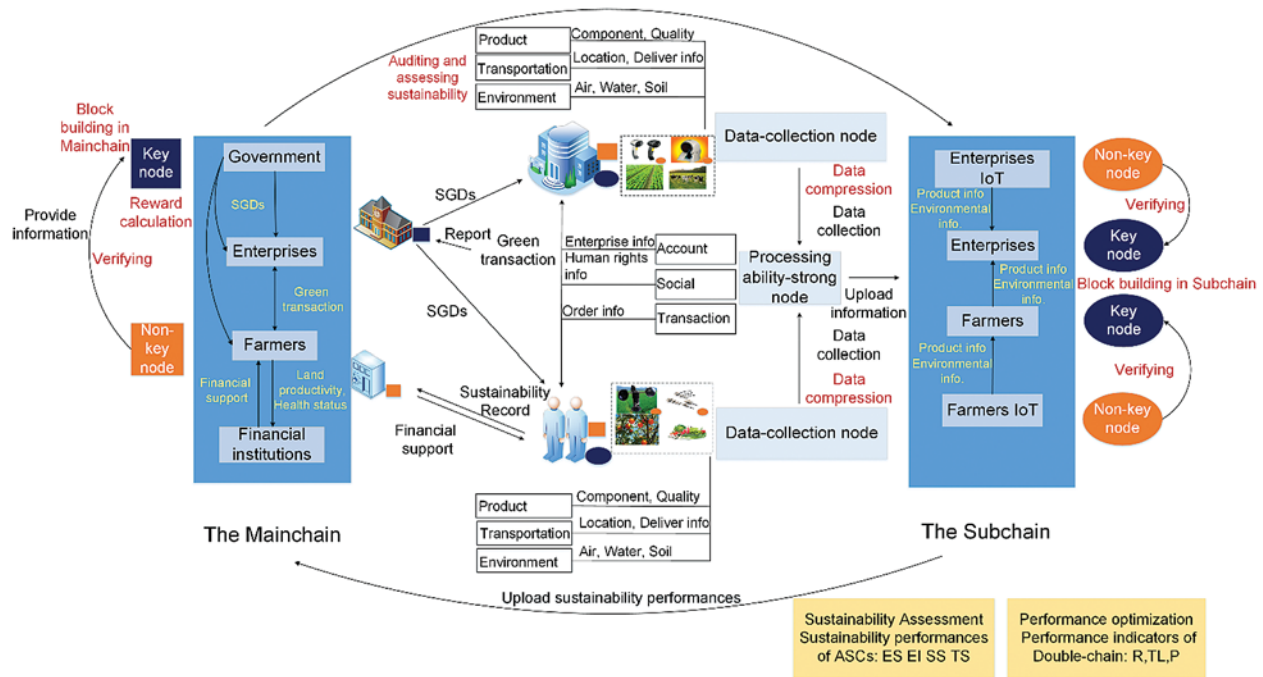 Auditing and
assessing
sustainability
Product
Component, Quality
Transportation
Location, Deliver info
Environment
Air, Water, Soil
Block
building in
Mainchain
Key
node
Reward
calculation
Provide
information
Verifying
Non-
key
node
Government
SGDs
Enterprises
Green
transaction
Farmers
Financial
support
Land
productivity,
Health status
Financial
institutions
The Mainchain
SGDs
Report
Green
transaction
SGDs
Sustainability
Record
Financial
support
Enterprise info
Human rights
info
Order info
Account
Social
Transaction
Data-collection node
Data
compression
Data
collection
Processing
ability-strong
node
Upload
information
Data
collection
Data
compression
Data-collection node
Product
Component, Quality
Transportation
Location, Deliver info
Environment
Air, Water, Soil
Enterprises
IoT
Product info
Environmental
info.
Enterprises
Product info
Environmental
info.
Farmers
Product info
Environmental
info.
Farmers IoT
The Subchain
Non-key
node
Verifying
Key
node
Block building in Subchain
Key
node
Verifying
Non-key
node
Upload sustainability performances
Sustainability Assessment
Sustainability performances
of ASCs: ES EI SS TS
Performance optimization
Performance indicators of
Double-chain: R,TL,P